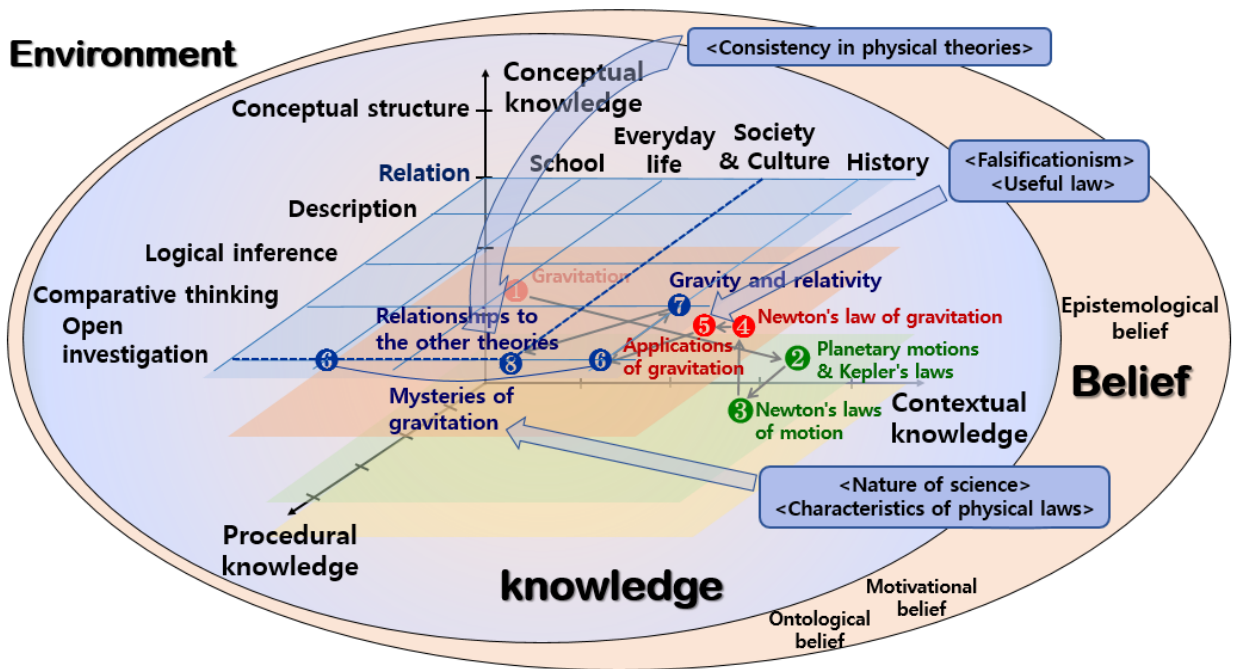 Environment
<Consistency in physical theories>
Conceptual
knowledge
Conceptual structure
School
Everyday
life
Society
& Culture
History
<Falsificationism>
<Useful law>
Relation
Description
Logical inference
Comparative thinking
Open
investigation
1
Gravitation
Gravity and relativity
7
Relationships to
the other theories
5
4
Newton's law of gravitation
Applications
of gravitation
2
Planetary motions
& Kepler's laws
6
8
6
Mysteries of
gravitation
3
Newton's laws
of motion
Contextual
knowledge
Epistemological
belief
Belief
<Nature of science>
<Characteristics of physical laws>
Procedural
knowledge
knowledge
Motivational
belief
Ontological
belief